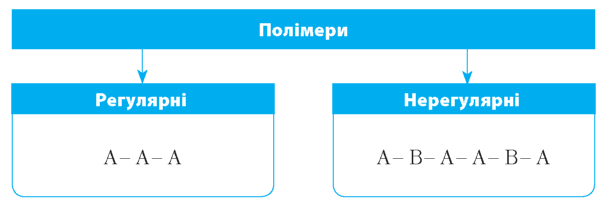 Полімери
Регулярні
А – А – А
Нерегулярні
А – В – А – А – В – А